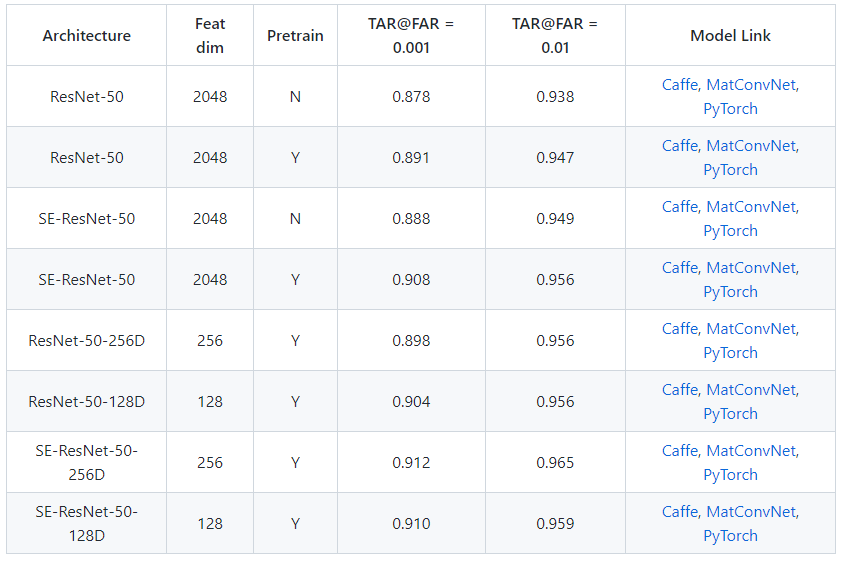 Architecture Feat dim Pretrain TAR@FAR = 0.001 TAR@FAR = 0.01 Model Link
ResNet-50 2048 N 0.878 0.938 Caffe, MatConvNet, PyTorch
ResNet-50 2048 Y 0.891 0.947 Caffe, MatConvNet, PyTorch
SE-ResNet-50 2048 N 0.888 0.949 Caffe, MatConvNet, PyTorch
SE-ResNet-50 2048 Y 0.908 0.956 Caffe, MatConvNet, PyTorch
ResNet-50-256D 256 Y 0.898 0.956 Caffe, MatConvNet, PyTorch
ResNet-50-128D 128 Y 0.904 0.956 Caffe, MatConvNet, PyTorch
SE-ResNet-50-256D 256 Y 0.912 0.965 Caffe, MatConvNet, PyTorch
SE-ResNet-50-128D 128 Y 0.910 0.959 Caffe, MatConvNet, PyTorch